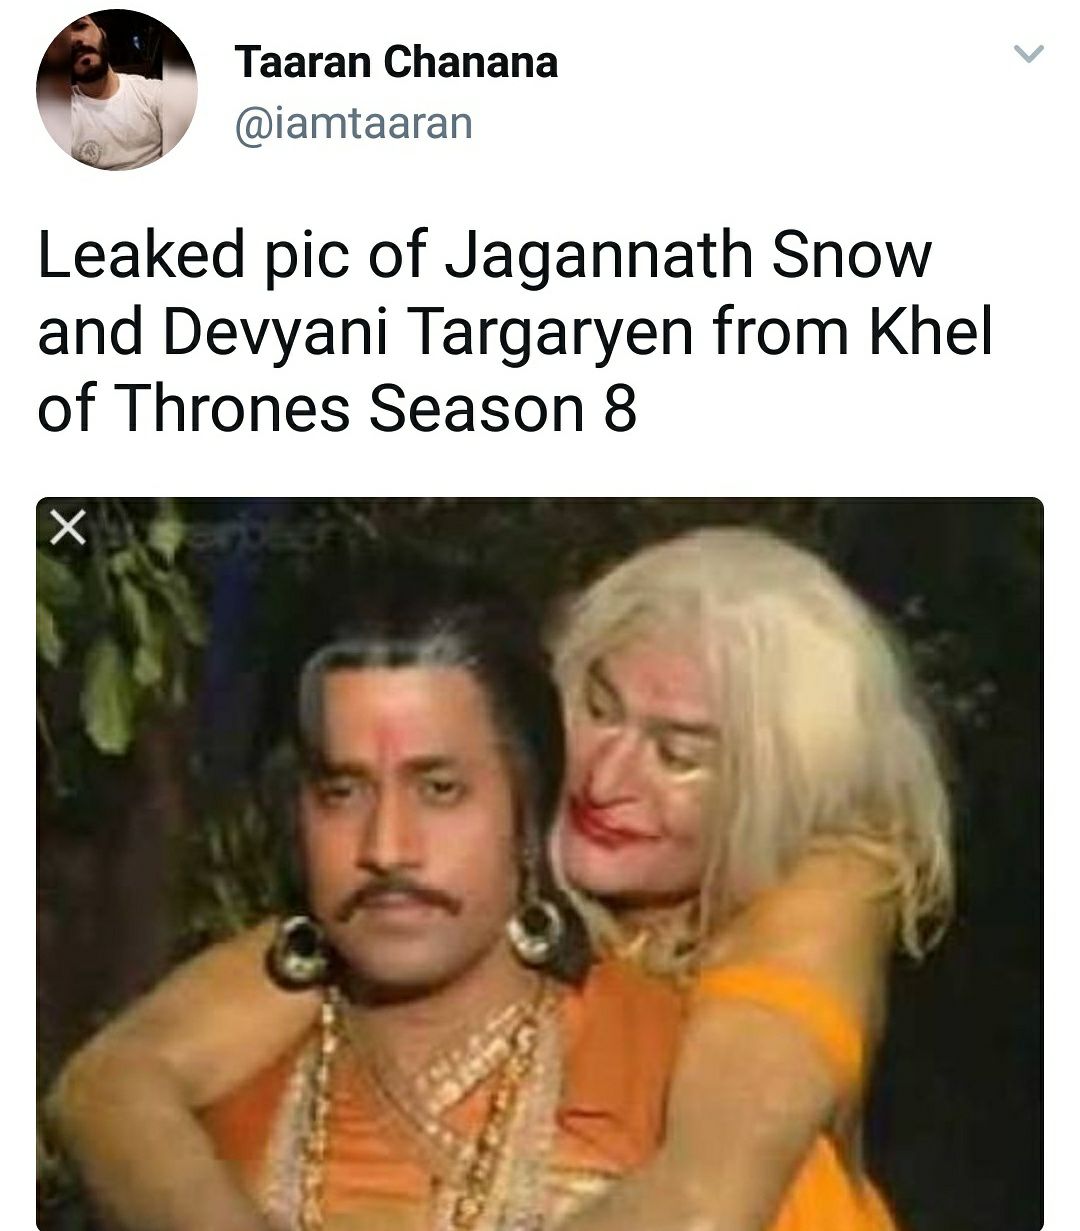 Taaran Chanana
@iamtaaran
Leaked pic of Jagannath Snow
and Devyani Targaryen from Khel
of Thrones Season 8